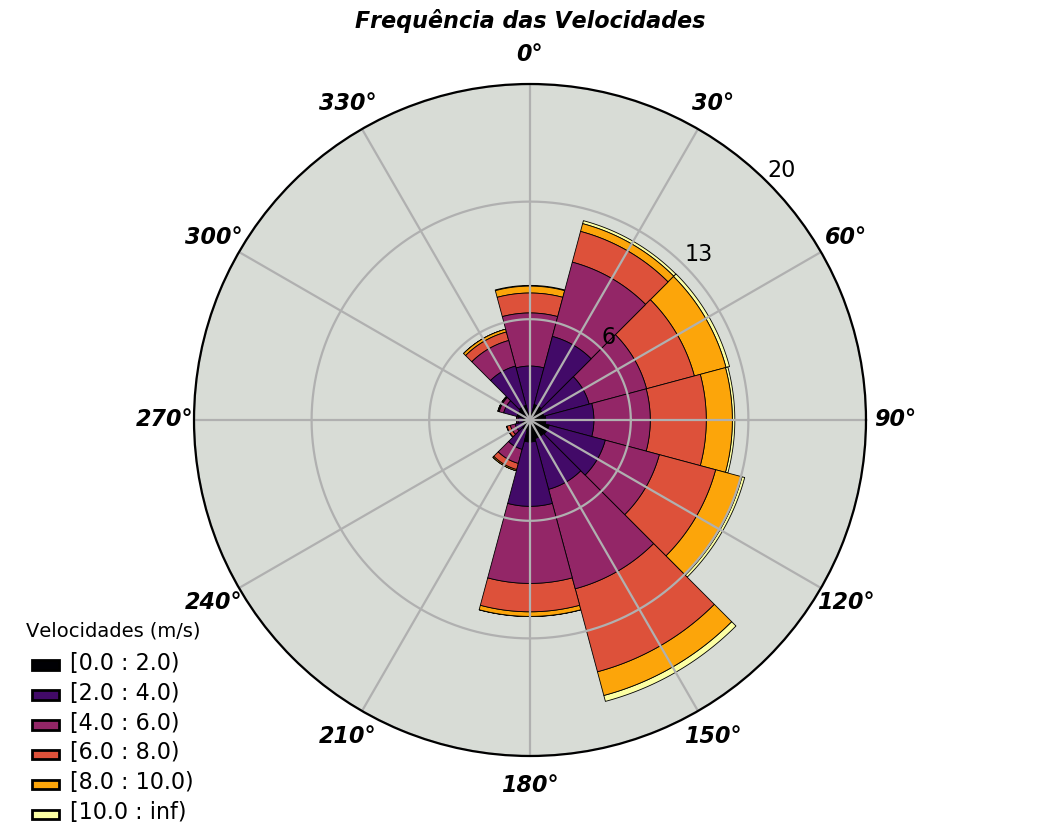 Frequência das Velocidades
0°
330°
30°
20
300°
60°
13
6
270°
90°
240°
120°
210°
150°
180°
Velocidades (m/s)
[0.0 : 2.0)
[2.0 : 4.0)
[4.0 : 6.0)
[6.0 : 8.0)
[8.0 : 10.0)
[10.0 : inf)